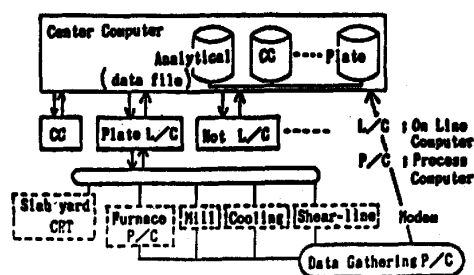 Center Computer
Analytical CC Plate
(data file)
CC Plate L/C Hot L/C
L/C : On Line Computer
P/C : Process Computer
Slab yard CRT
Furnace P/C
Mill
Cooling
Shear-line
Modem
Data Gathering P/C